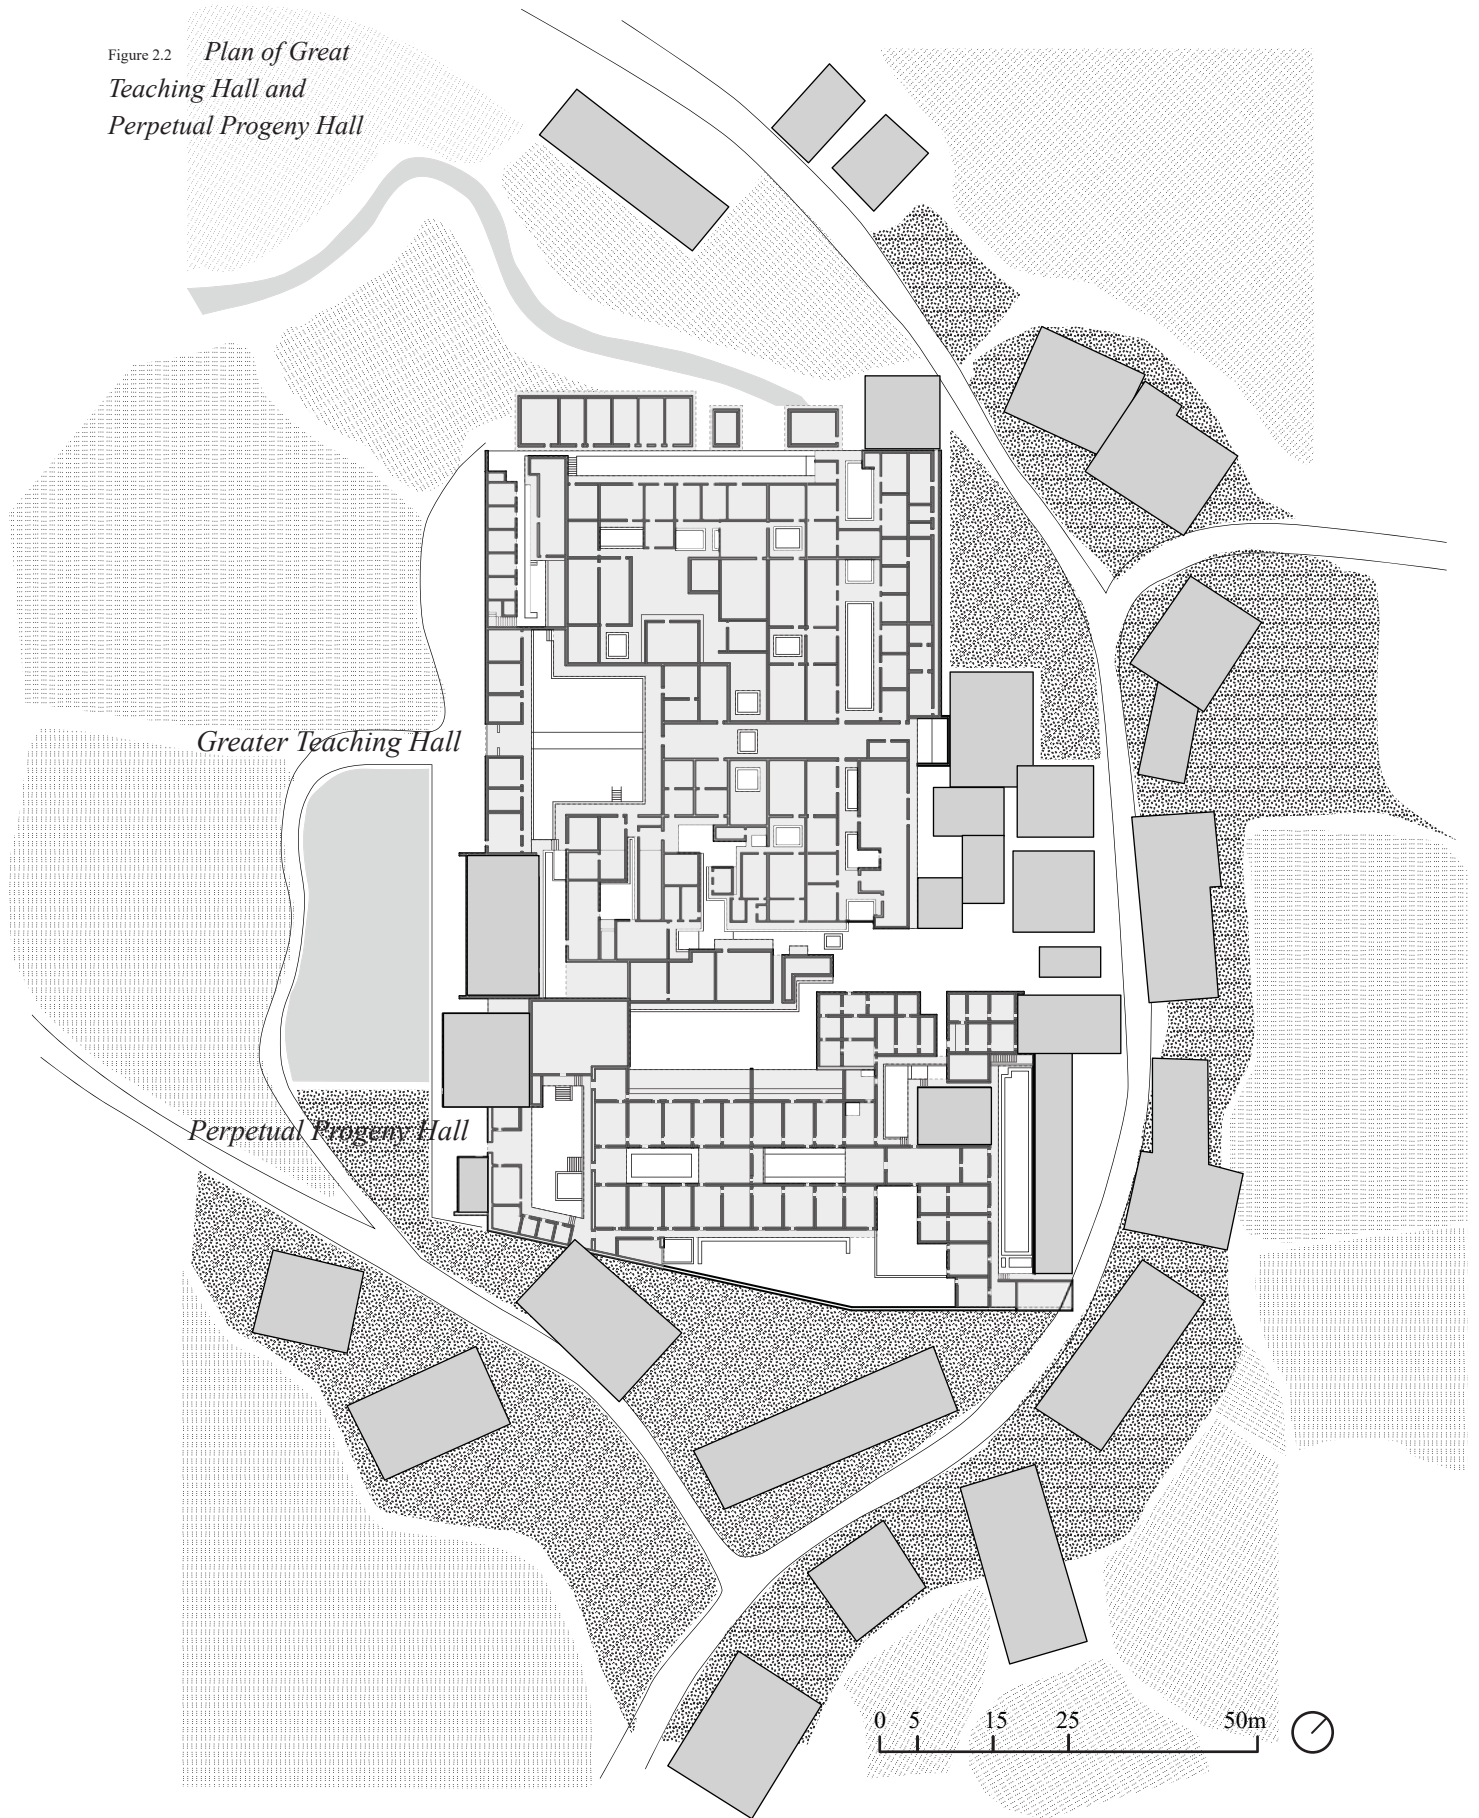 Figure 2.2 Plan of Great
Teaching Hall and
Perpetual Progeny Hall
Greater Teaching Hall
Perpetual Progeny Hall
0 5 15 25 50m